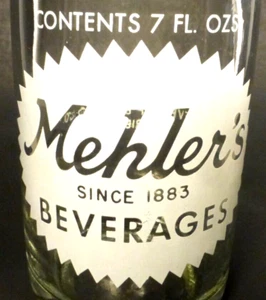 CONTENTS 7 FL. OZS
Mehler's
SINCE 1883
BEVERAGES